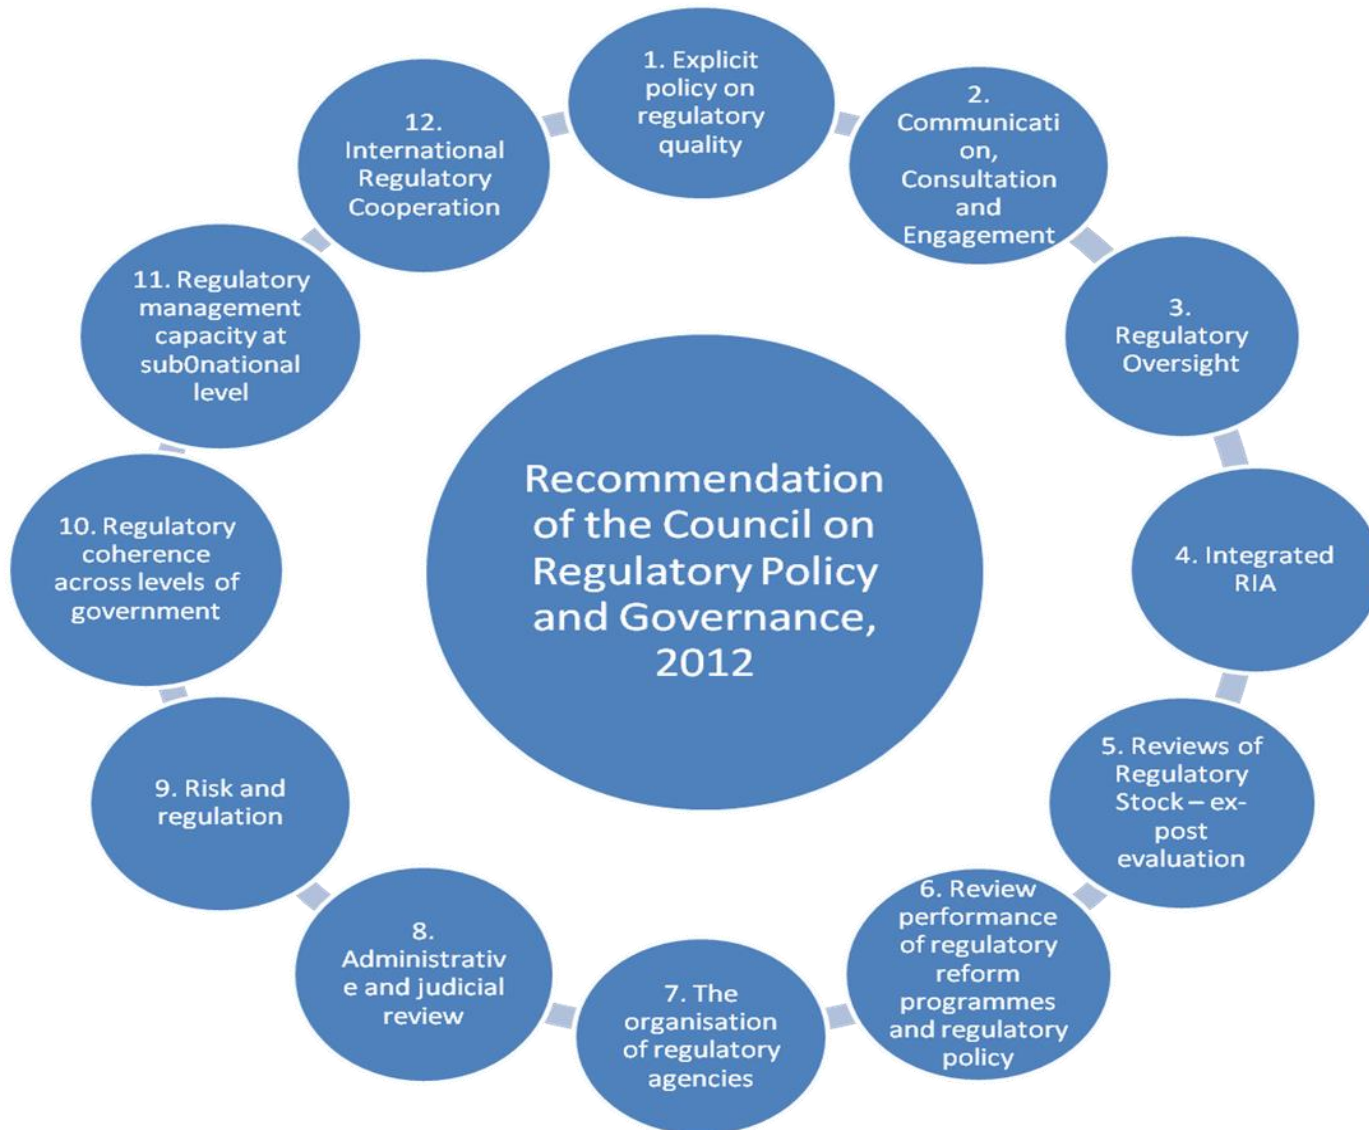 1. Explicit
policy on
regulatory
quality
2.
Communicati
on,
Consultation
and
Engagement
3.
Regulatory
Oversight
4. Integrated
RIA
5. Reviews of
Regulatory
Stock – ex-
post
evaluation
6. Review
performance
of regulatory
reform
programmes
and regulatory
policy
7. The
organisation
of regulatory
agencies
8.
Administrativ
e and judicial
review
9. Risk and
regulation
10. Regulatory
coherence
across levels of
government
11. Regulatory
management
capacity at
sub0national
level
12.
International
Regulatory
Cooperation
Recommendation
of the Council on
Regulatory Policy
and Governance,
2012